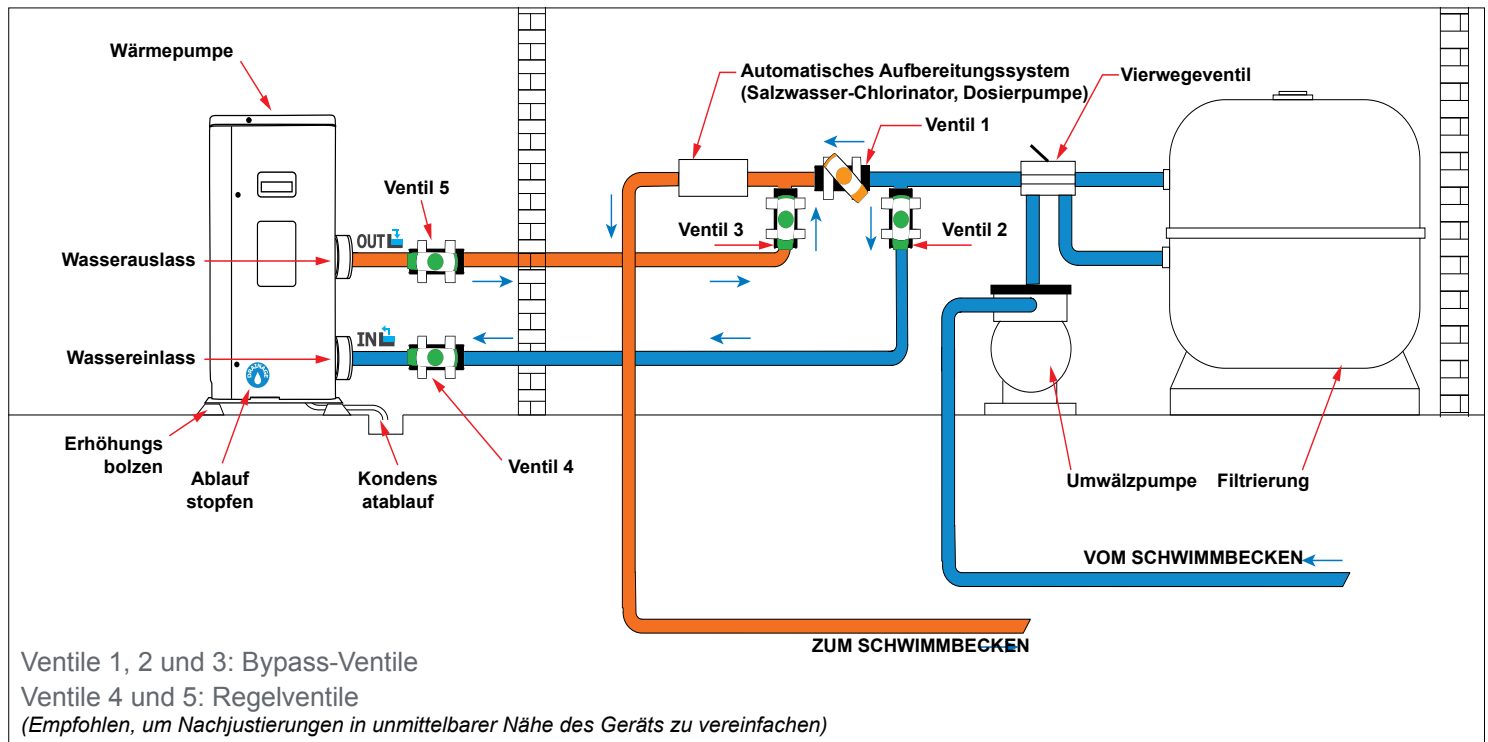 Wärmepumpe
Automatisches Aufbereitungssystem
(Salzwasser-Chlorinator, Dosierpumpe)
Vierwegeventil
Ventil 1
Ventil 5
Ventil 3
Ventil 2
OUT
Wasserauslass
IN
Wassereinlass
Erhöhungs
bolzen
Ablauf
stopfen
Kondens
atablauf
Ventil 4
Umwälzpumpe
Filtrierung
VOM SCHWIMMBECKEN
ZUM SCHWIMMBECKEN
Ventile 1, 2 und 3: Bypass-Ventile
Ventile 4 und 5: Regelventile
(Empfohlen, um Nachjustierungen in unmittelbarer Nähe des Geräts zu vereinfachen)